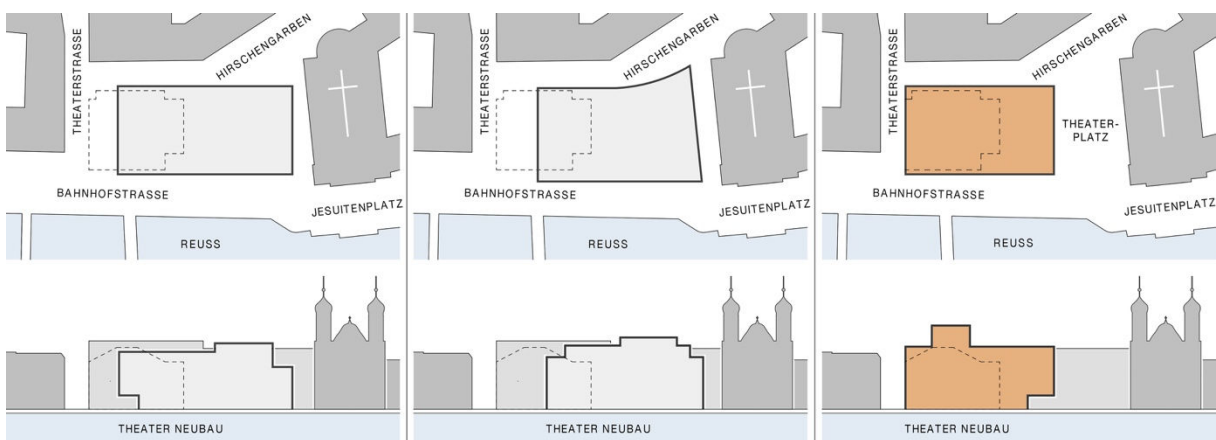 THEATERSTRASSE
HIRSCHENGARBEN
BAHNHOFSTRASSE
JESUITENPLATZ
REUSS
THEATER NEUBAU
THEATERSTRASSE
HIRSCHENGARBEN
BAHNHOFSTRASSE
JESUITENPLATZ
REUSS
THEATER NEUBAU
THEATERSTRASSE
HIRSCHENGARBEN
THEATER-
PLATZ
BAHNHOFSTRASSE
JESUITENPLATZ
REUSS
THEATER NEUBAU